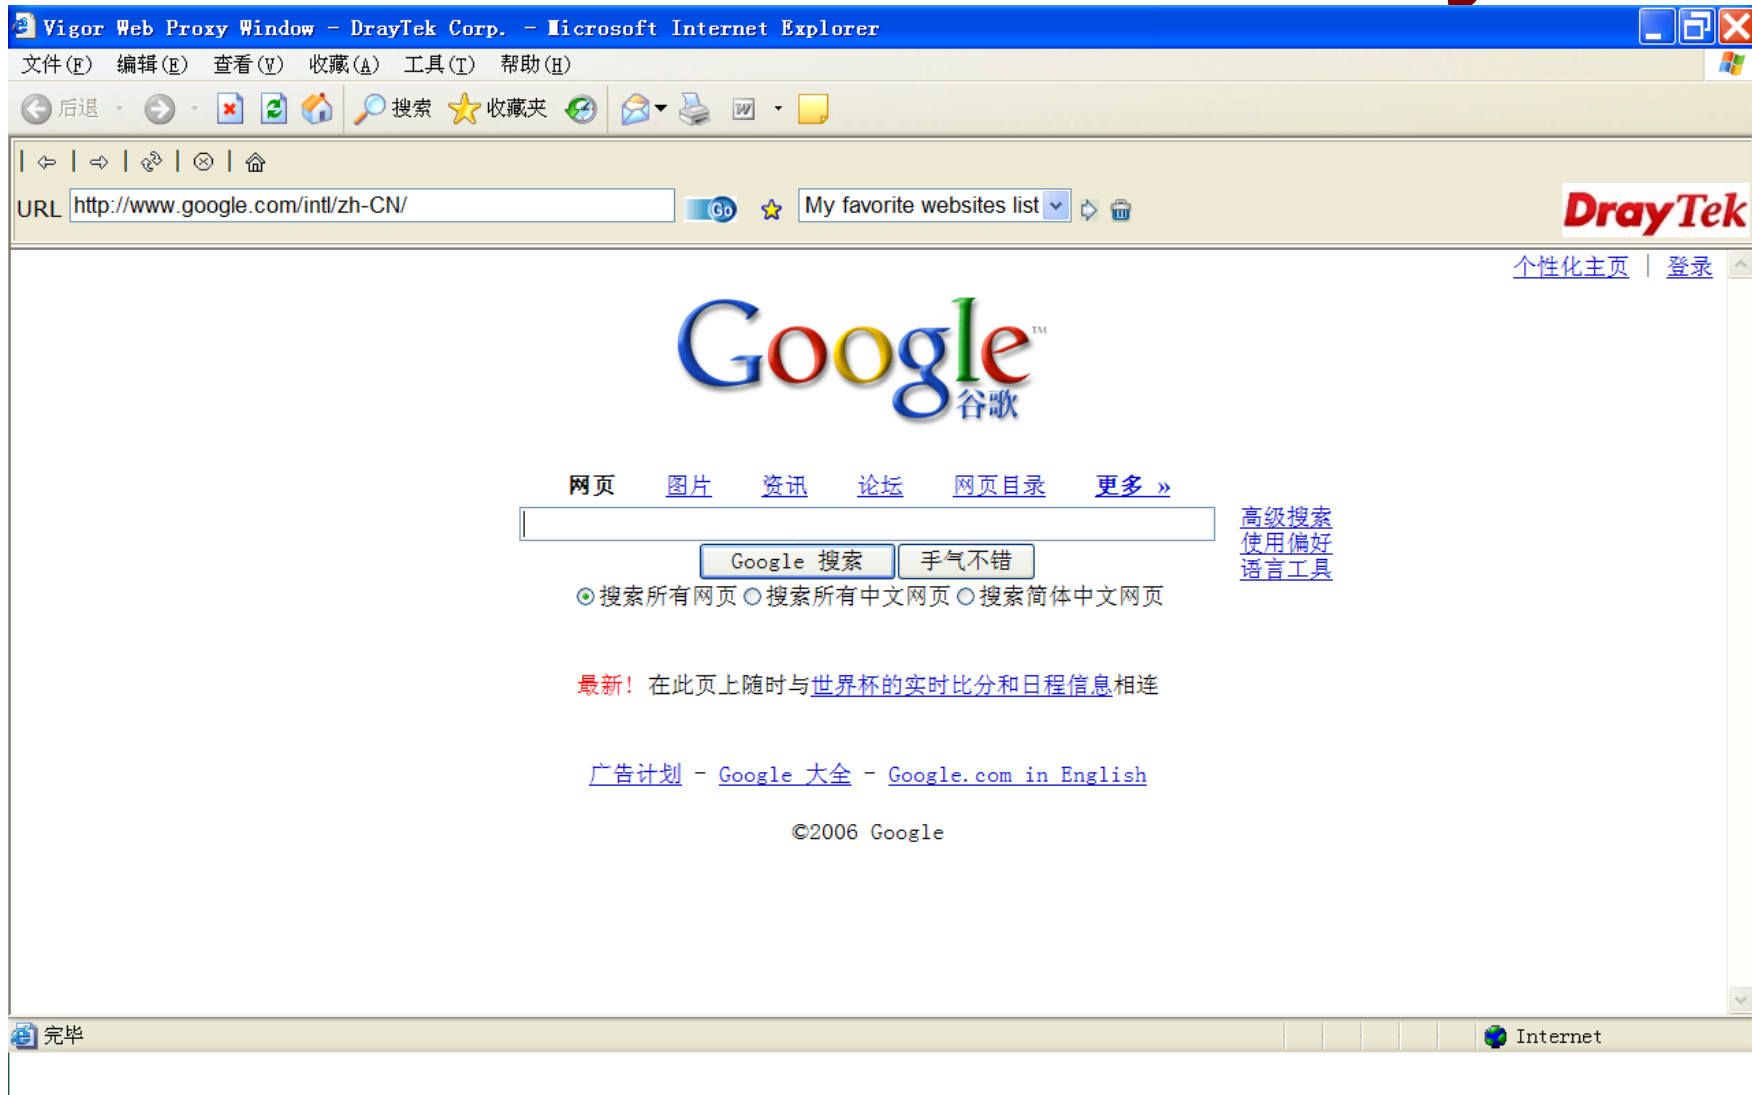 Vigor Web Proxy Window - DrayTek Corp. - Microsoft Internet Explorer
文件(F) 编辑(E) 查看(V) 收藏(A) 工具(T) 帮助(H)
后退 搜索 收藏夹
URL http://www.google.com/intl/zh-CN/ Go My favorite websites list DrayTek
个性化主页 | 登录
Google™
谷歌
网页 图片 资讯 论坛 网页目录 更多 »
高级搜索
使用偏好
Google 搜索 手气不错 语言工具
搜索所有网页 搜索所有中文网页 搜索简体中文网页
最新! 在此页上随时与世界杯的实时比分和日程信息相连
广告计划 - Google 大全 - Google.com in English
©2006 Google
完毕 Internet